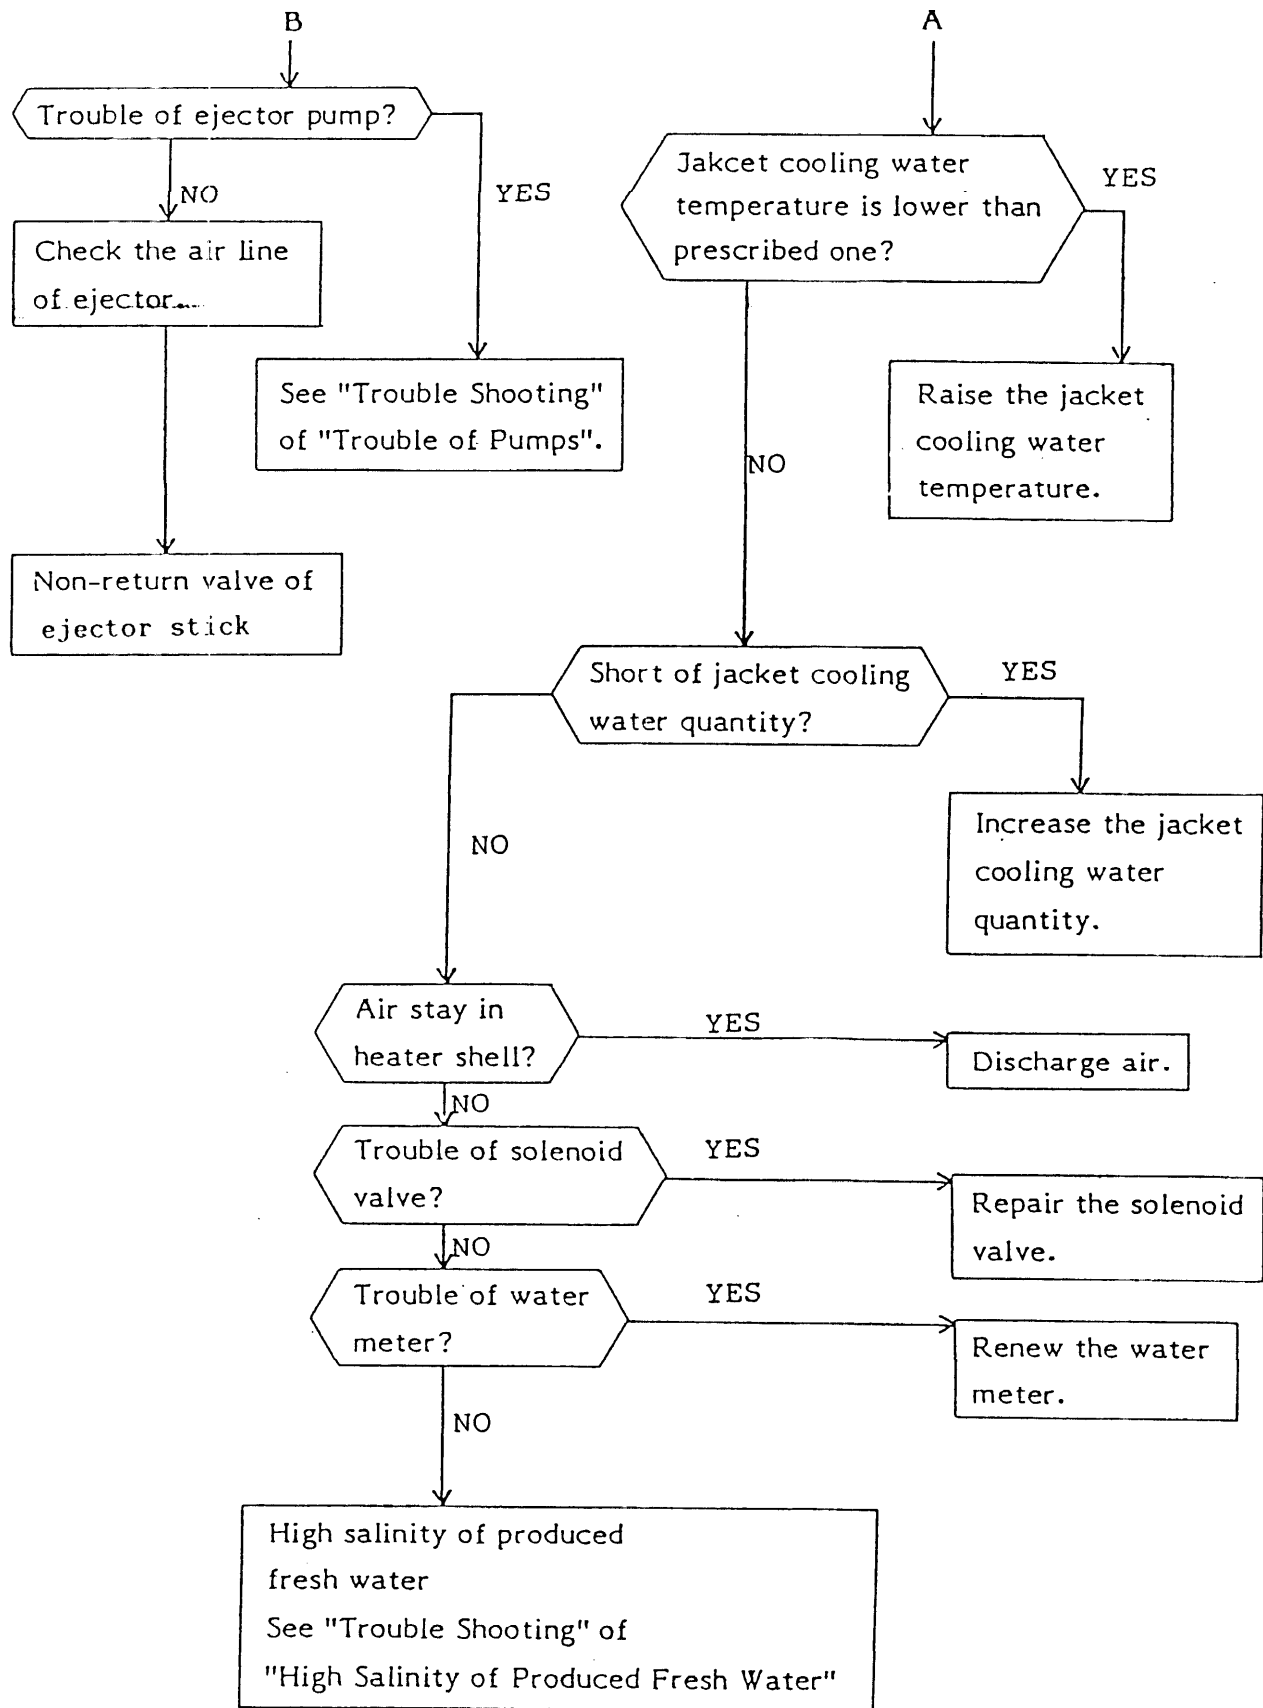 B
Trouble of ejector pump?
NO
YES
Check the air line
of ejector...
See "Trouble Shooting"
of "Trouble of Pumps".
Non-return valve of
ejector stick
A
Jakcet cooling water
temperature is lower than
prescribed one?
YES
Raise the jacket
cooling water
temperature.
NO
Short of jacket cooling
water quantity?
YES
Increase the jacket
cooling water
quantity.
NO
Air stay in
heater shell?
YES
Discharge air.
NO
Trouble of solenoid
valve?
YES
Repair the solenoid
valve.
NO
Trouble of water
meter?
YES
Renew the water
meter.
NO
High salinity of produced
fresh water
See "Trouble Shooting" of
"High Salinity of Produced Fresh Water"